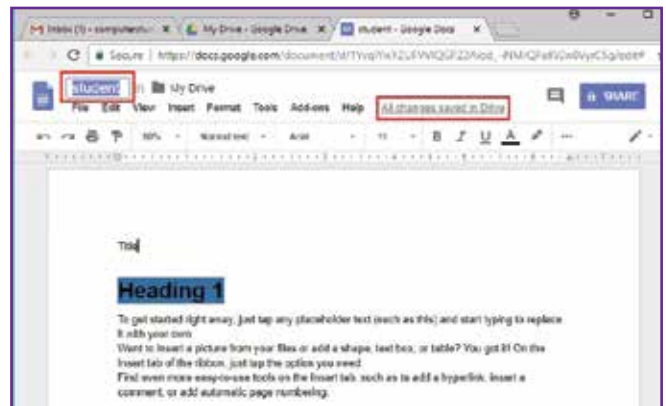 Inbox (1) - computerstu
My Drive - Google Drive
student - Google Docs
Secure | https://docs.google.com/document/d/
student in My Drive
SHARE
File Edit View Insert Format Tools Add-ons Help All changes saved in Drive
Normal text Arial 11 B I U A
Title
Heading 1
To get started right away, just tap any placeholder text (such as this) and start typing to replace
it with your own
Want to insert a picture from your files or add a shape, text box, or table? You got it! On the
Insert tab of the ribbon, just tap the option you need
Find even more easy-to-use tools on the Insert tab, such as to add a hyperlink, insert a
comment, or add automatic page numbering.